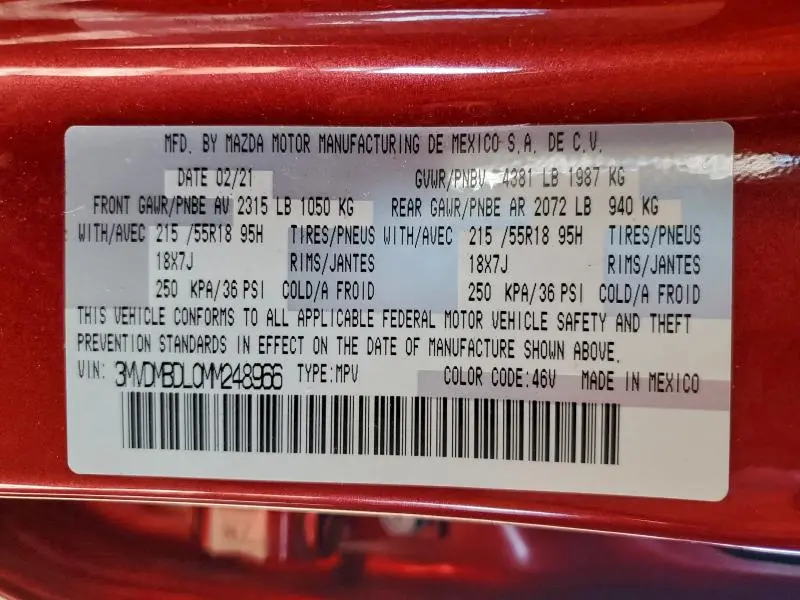 MFD. BY MAZDA MOTOR MANUFACTURING DE MEXICO S.A. DE C.V.
DATE 02/21 GVWR/PNBV 4381 LB 1987 KG
FRONT GAWR/PNBE AV 2315 LB 1050 KG REAR GAWR/PNBE AR 2072 LB 940 KG
WITH/AVEC 215 /55R18 95H TIRES/PNEUS WITH/AVEC 215 /55R18 95H TIRES/PNEUS
18X7J RIMS/JANTES 18X7J RIMS/JANTES
250 KPA/36 PSI COLD/A FROID 250 KPA/36 PSI COLD/A FROID
THIS VEHICLE CONFORMS TO ALL APPLICABLE FEDERAL MOTOR VEHICLE SAFETY AND THEFT
PREVENTION STANDARDS IN EFFECT ON THE DATE OF MANUFACTURE SHOWN ABOVE.
VIN: 3MVDMBDL0MM248966 TYPE:MPV COLOR CODE:46V MADE IN MEXICO